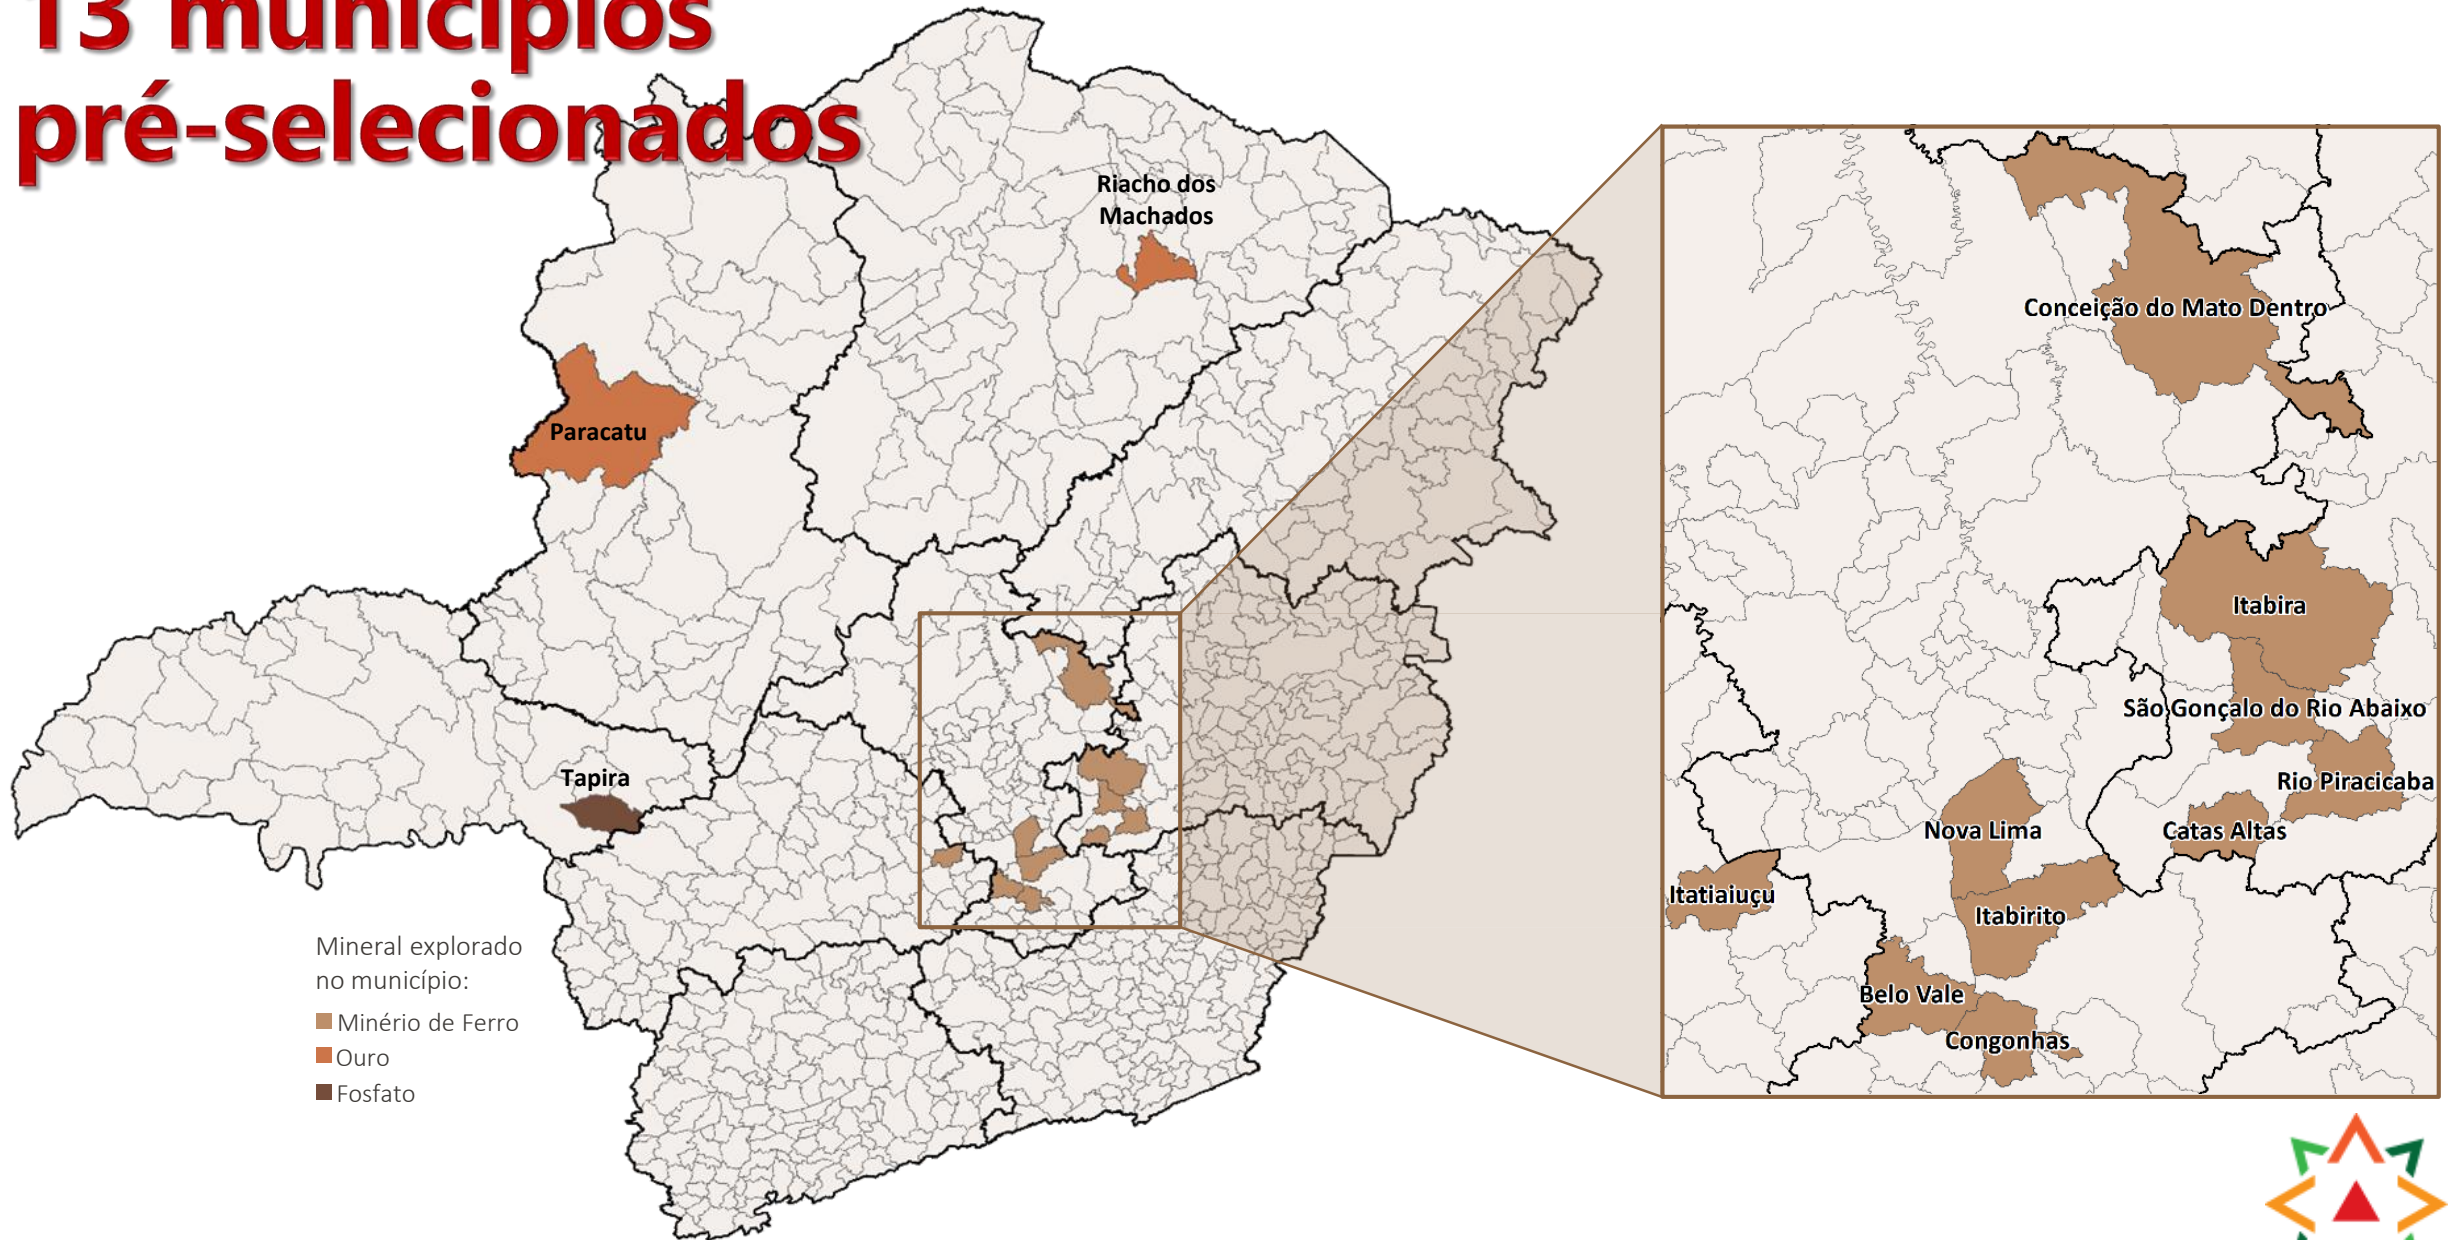 13 municípios
pré-selecionados
Riacho dos
Machados
Paracatu
Tapira
Mineral explorado
no município:
Minério de Ferro
Ouro
Fosfato
Conceição do Mato Dentro
Itabira
São Gonçalo do Rio Abaixo
Rio Piracicaba
Nova Lima
Catas Altas
Itatiaiuçu
Itabirito
Belo Vale
Congonhas